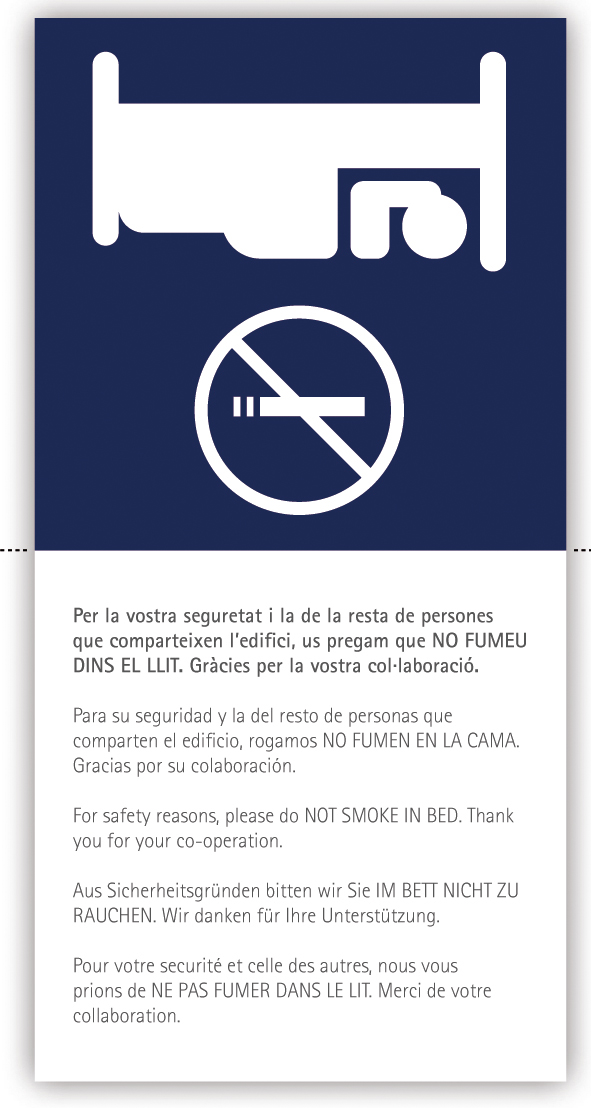 Per la vostra seguretat i la de la resta de persones
que comparteixen l'edifici, us pregam que NO FUMEU
DINS EL LLIT. Gràcies per la vostra col·laboració.
Para su seguridad y la del resto de personas que
comparten el edificio, rogamos NO FUMEN EN LA CAMA.
Gracias por su colaboración.
For safety reasons, please do NOT SMOKE IN BED. Thank
you for your co-operation.
Aus Sicherheitsgründen bitten wir Sie IM BETT NICHT ZU
RAUCHEN. Wir danken für Ihre Unterstützung.
Pour votre securité et celle des autres, nous vous
prions de NE PAS FUMER DANS LE LIT. Merci de votre
collaboration.